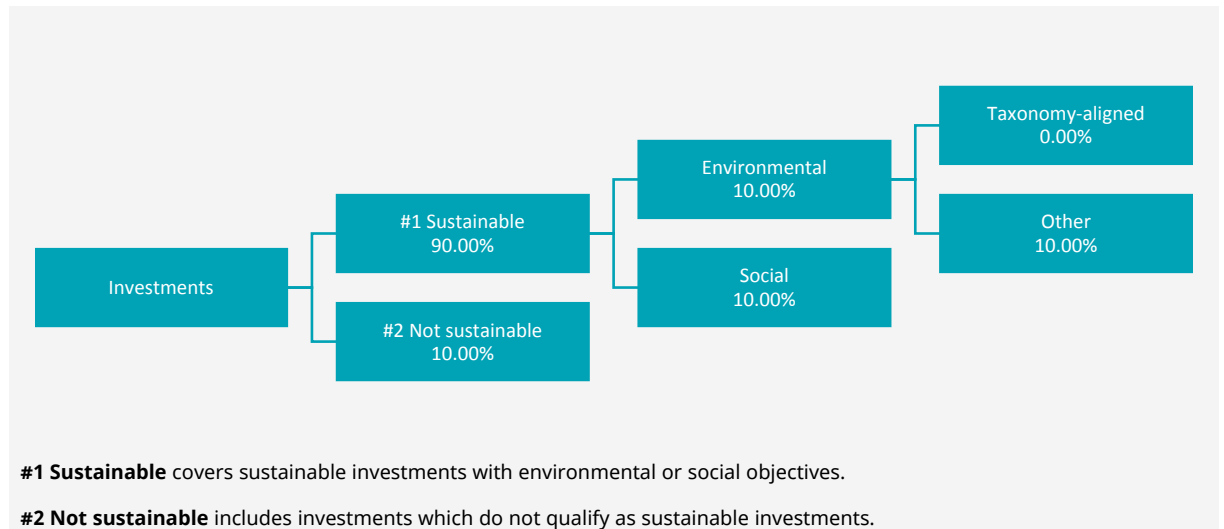 Investments
#1 Sustainable
90.00%
#2 Not sustainable
10.00%
Environmental
10.00%
Social
10.00%
Taxonomy-aligned
0.00%
Other
10.00%
#1 Sustainable covers sustainable investments with environmental or social objectives.
#2 Not sustainable includes investments which do not qualify as sustainable investments.